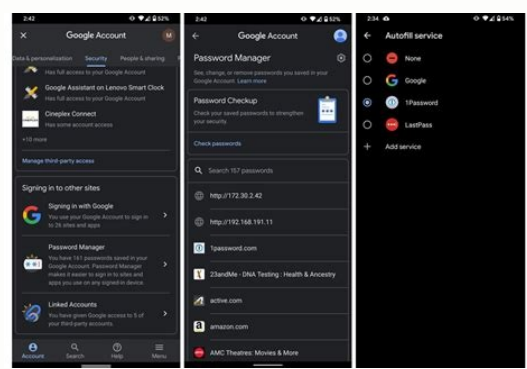 2:42
52%
Google Account
M
Data & personalization Security People & sharing
Has full access to your Google Account
Google Assistant on Lenovo Smart Clock
Has full access to your Google Account
Cineplex Connect
Has some account access
+10 more
Manage third-party access
Signing in to other sites
Signing in with Google
You use your Google Account to sign in
to 26 sites and apps
Password Manager
You have 161 passwords saved in your
Google Account. Password Manager
makes it easier to sign in to sites and
apps you use on any signed-in device.
Linked Accounts
You have given Google access to 5 of
your third-party accounts.
Account Search Help Menu
2:42
52%
Google Account
Password Manager
See, change, or remove passwords you saved in your
Google Account. Learn more
Password Checkup
Check your saved passwords to strengthen
your security.
Check passwords
Search 157 passwords
http://172.30.2.42
http://192.168.191.11
1password.com
23andMe - DNA Testing : Health & Ancestry
active.com
a amazon.com
AMC Theatres: Movies & More
2:34
54%
Autofill service
None
Google
1Password
LastPass
Add service